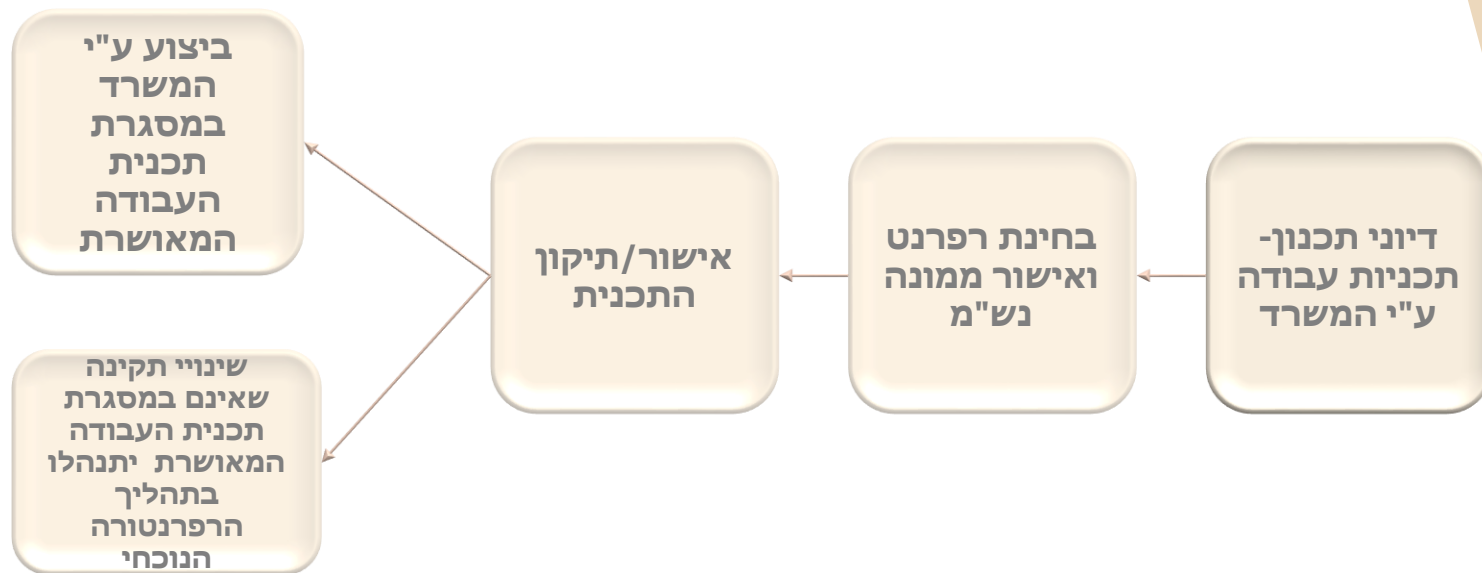 דיוני תכנון-
תכניות עבודה
ע"י המשרד
בחינת רפרנט
ואישור ממונה
נש"מ
אישור/תיקון
התכנית
ביצוע ע"י
המשרד
במסגרת
תכנית
העבודה
המאושרת
שינויי תקינה
שאינם במסגרת
תכנית העבודה
המאושרת יתנהלו
בתהליך
הרפרנטורה
הנוכחי